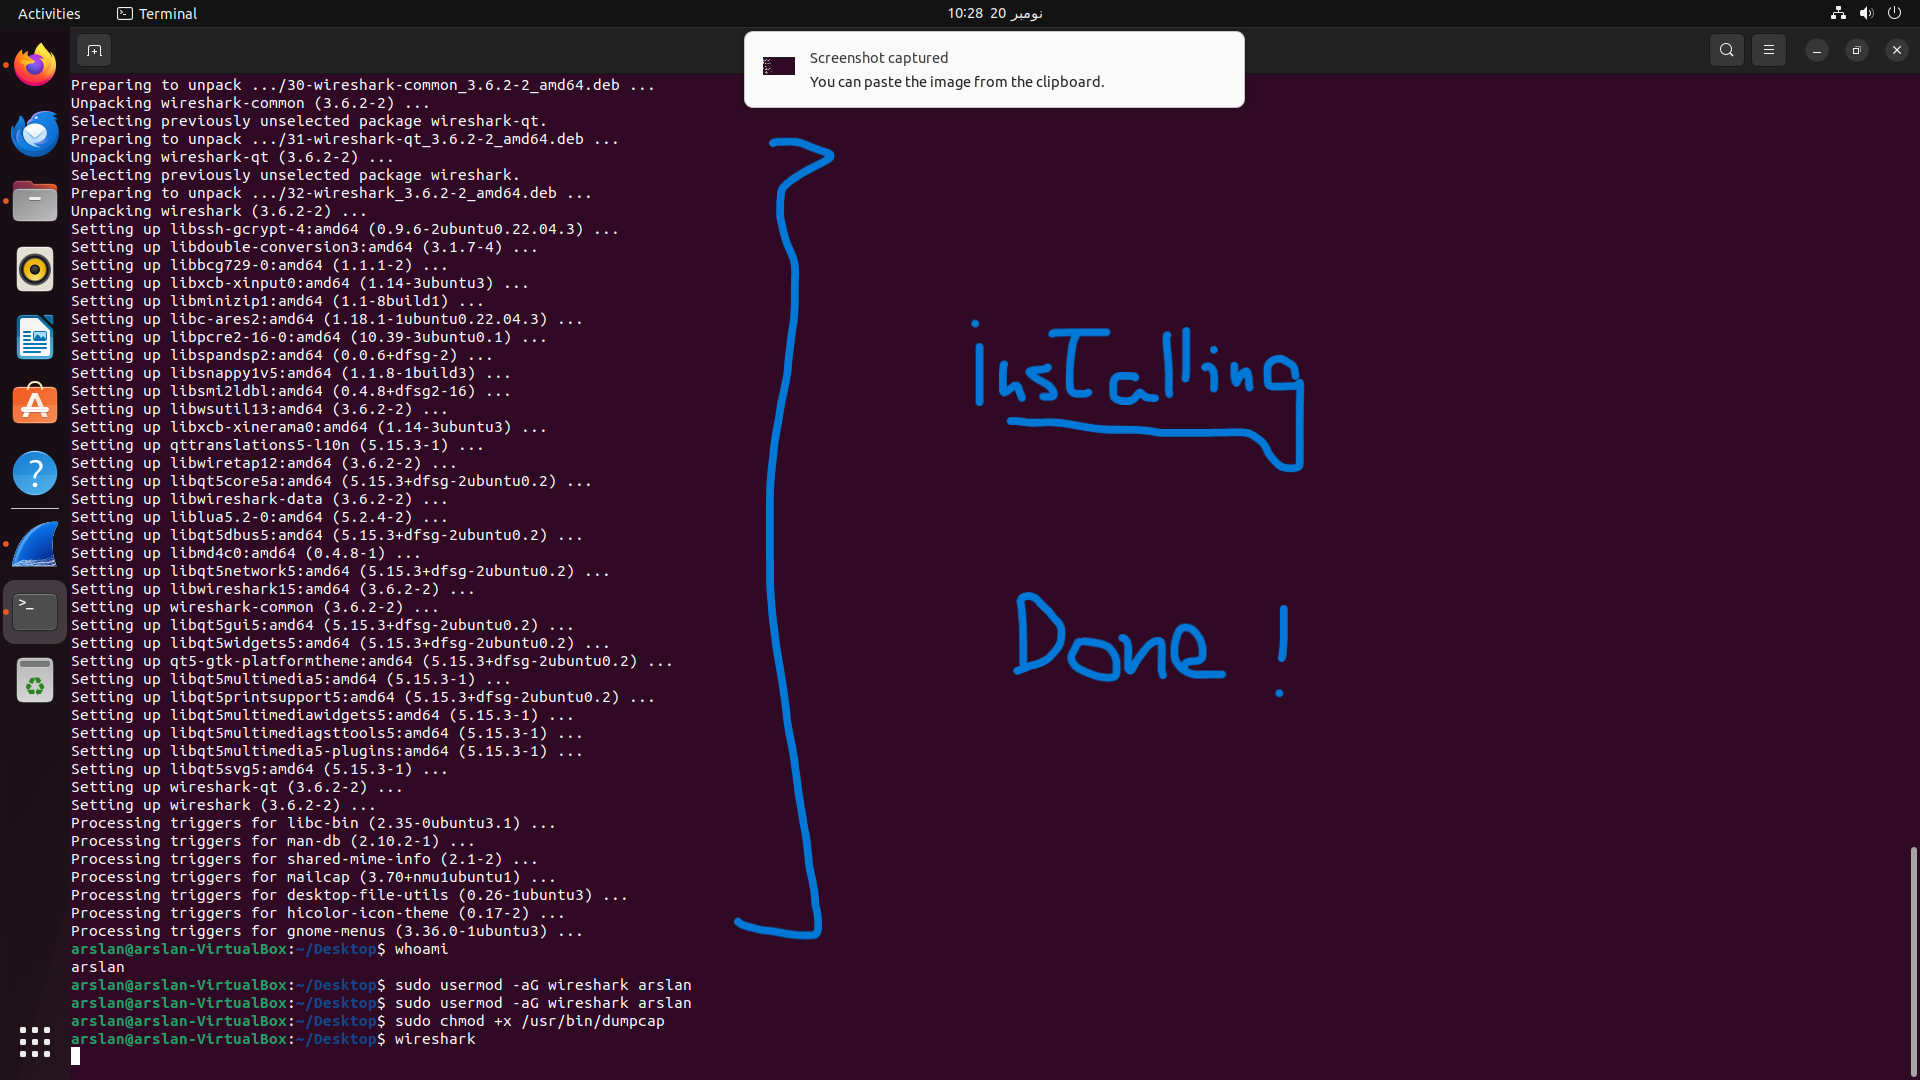 Activities
Terminal
نومبر 20  10:28
Screenshot captured
You can paste the image from the clipboard.
Preparing to unpack .../30-wireshark-common_3.6.2-2_amd64.deb ...
Unpacking wireshark-common (3.6.2-2) ...
Selecting previously unselected package wireshark-qt.
Preparing to unpack .../31-wireshark-qt_3.6.2-2_amd64.deb ...
Unpacking wireshark-qt (3.6.2-2) ...
Selecting previously unselected package wireshark.
Preparing to unpack .../32-wireshark_3.6.2-2_amd64.deb ...
Unpacking wireshark (3.6.2-2) ...
Setting up libssh-gcrypt-4:amd64 (0.9.6-2ubuntu0.22.04.3) ...
Setting up libdouble-conversion3:amd64 (3.1.7-4) ...
Setting up libbcg729-0:amd64 (1.1.1-2) ...
Setting up libxcb-xinput0:amd64 (1.14-3ubuntu3) ...
Setting up libminizip1:amd64 (1.1-8build1) ...
Setting up libc-ares2:amd64 (1.18.1-1ubuntu0.22.04.3) ...
Setting up libpcre2-16-0:amd64 (10.39-3ubuntu0.1) ...
Setting up libspandsp2:amd64 (0.0.6+dfsg-2) ...
Setting up libsnappy1v5:amd64 (1.1.8-1build3) ...
Setting up libsmi2ldbl:amd64 (0.4.8+dfsg2-16) ...
Setting up libwsutil13:amd64 (3.6.2-2) ...
Setting up libxcb-xinerama0:amd64 (1.14-3ubuntu3) ...
Setting up qttranslations5-l10n (5.15.3-1) ...
Setting up libwiretap12:amd64 (3.6.2-2) ...
Setting up libqt5core5a:amd64 (5.15.3+dfsg-2ubuntu0.2) ...
Setting up libwireshark-data (3.6.2-2) ...
Setting up liblua5.2-0:amd64 (5.2.4-2) ...
Setting up libqt5dbus5:amd64 (5.15.3+dfsg-2ubuntu0.2) ...
Setting up libmd4c0:amd64 (0.4.8-1) ...
Setting up libqt5network5:amd64 (5.15.3+dfsg-2ubuntu0.2) ...
Setting up libwireshark15:amd64 (3.6.2-2) ...
Setting up wireshark-common (3.6.2-2) ...
Setting up libqt5gui5:amd64 (5.15.3+dfsg-2ubuntu0.2) ...
Setting up libqt5widgets5:amd64 (5.15.3+dfsg-2ubuntu0.2) ...
Setting up qt5-gtk-platformtheme:amd64 (5.15.3+dfsg-2ubuntu0.2) ...
Setting up libqt5multimedia5:amd64 (5.15.3-1) ...
Setting up libqt5printsupport5:amd64 (5.15.3+dfsg-2ubuntu0.2) ...
Setting up libqt5multimediawidgets5:amd64 (5.15.3-1) ...
Setting up libqt5multimediagsttools5:amd64 (5.15.3-1) ...
Setting up libqt5multimedia5-plugins:amd64 (5.15.3-1) ...
Setting up libqt5svg5:amd64 (5.15.3-1) ...
Setting up wireshark-qt (3.6.2-2) ...
Setting up wireshark (3.6.2-2) ...
Processing triggers for libc-bin (2.35-0ubuntu3.1) ...
Processing triggers for man-db (2.10.2-1) ...
Processing triggers for shared-mime-info (2.1-2) ...
Processing triggers for mailcap (3.70+nmu1ubuntu1) ...
Processing triggers for desktop-file-utils (0.26-1ubuntu3) ...
Processing triggers for hicolor-icon-theme (0.17-2) ...
Processing triggers for gnome-menus (3.36.0-1ubuntu3) ...
arslan@arslan-VirtualBox:~/Desktop$ whoami
arslan
arslan@arslan-VirtualBox:~/Desktop$ sudo usermod -aG wireshark arslan
arslan@arslan-VirtualBox:~/Desktop$ sudo usermod -aG wireshark arslan
arslan@arslan-VirtualBox:~/Desktop$ sudo chmod +x /usr/bin/dumpcap
arslan@arslan-VirtualBox:~/Desktop$ wireshark
insTalling
Done !